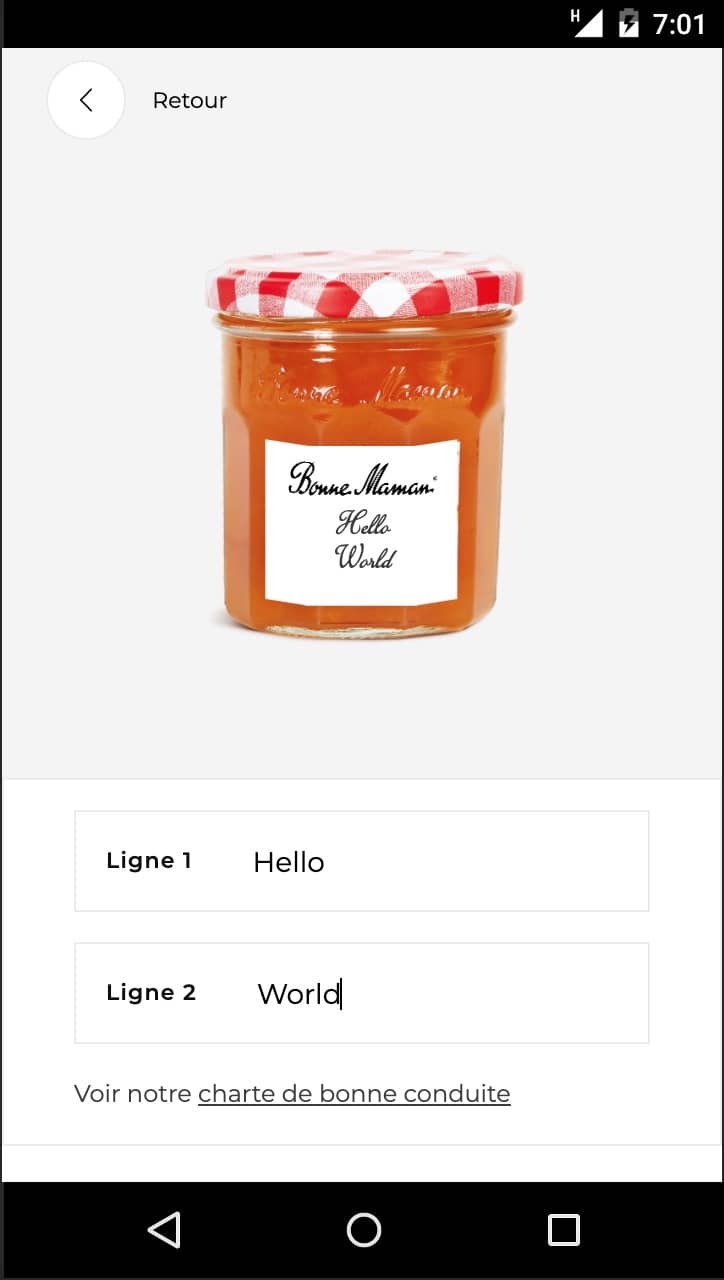 H 7:01
Retour
Bonne Maman
Bonne Maman®
Hello
World
Ligne 1 Hello
Ligne 2 World
Voir notre charte de bonne conduite